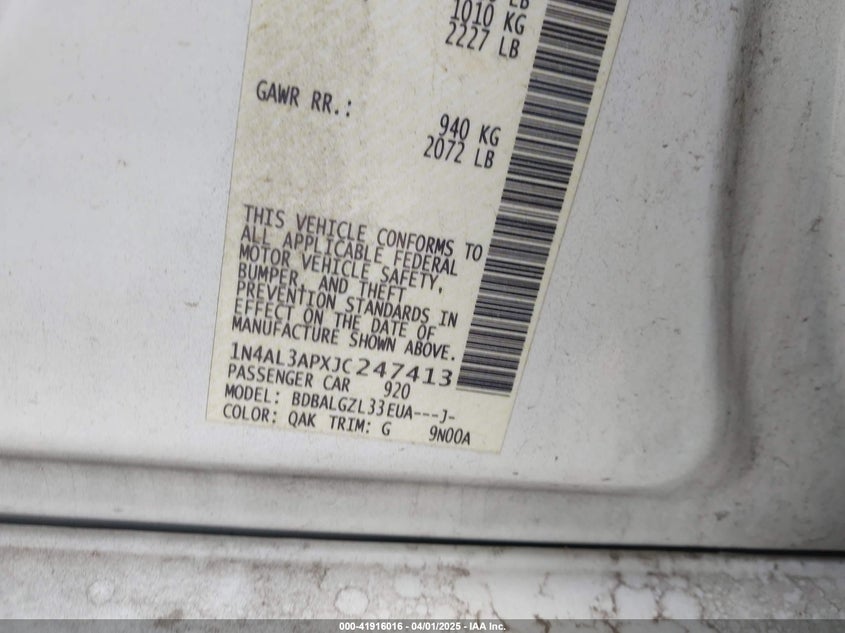 LB
1010 KG
2227 LB
GAWR RR.:
940 KG
2072 LB
THIS VEHICLE CONFORMS TO
ALL APPLICABLE FEDERAL
MOTOR VEHICLE SAFETY,
BUMPER, AND THEFT
PREVENTION STANDARDS IN
EFFECT ON THE DATE OF
MANUFACTURE SHOWN ABOVE.
1N4AL3APXJC247413
PASSENGER CAR 920
MODEL: BDBALGZL33EUA---J-
COLOR: QAK TRIM: G 9N00A
000-41916016 - 04/01/2025 - IAA Inc.